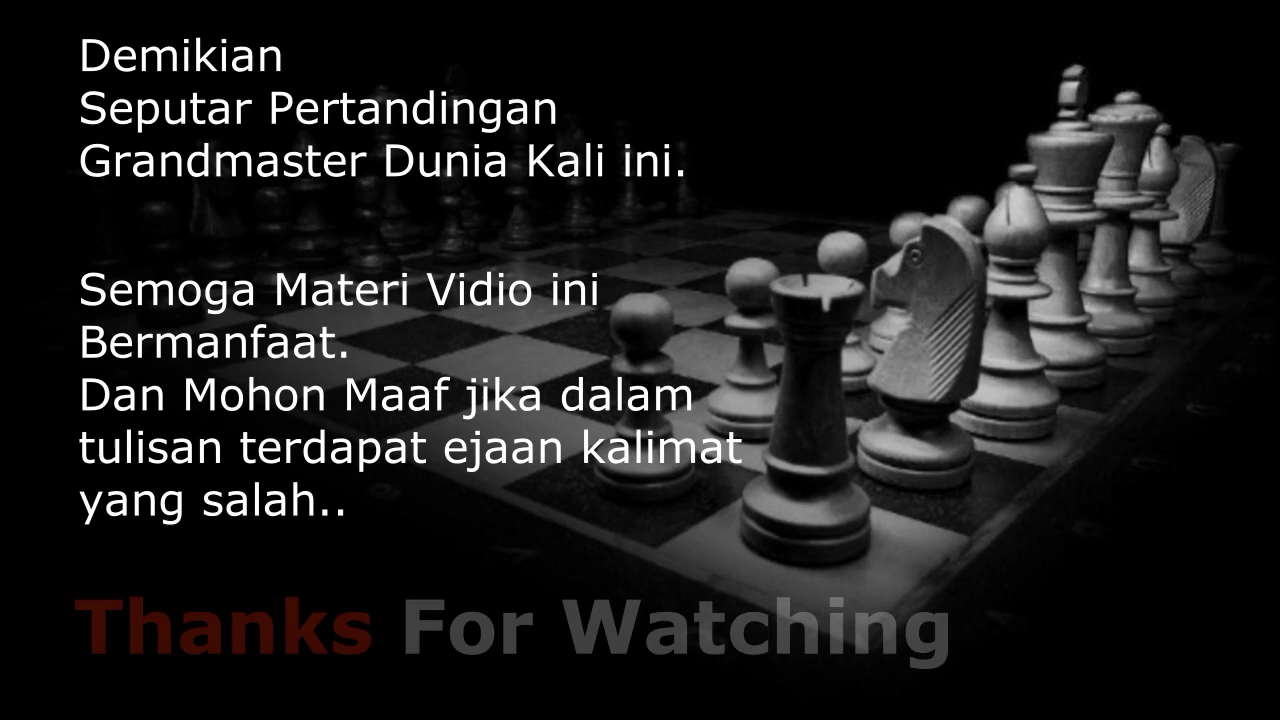 Demikian
Seputar Pertandingan
Grandmaster Dunia Kali ini.
Semoga Materi Vidio ini
Bermanfaat.
Dan Mohon Maaf jika dalam
tulisan terdapat ejaan kalimat
yang salah..
Thanks For Watching